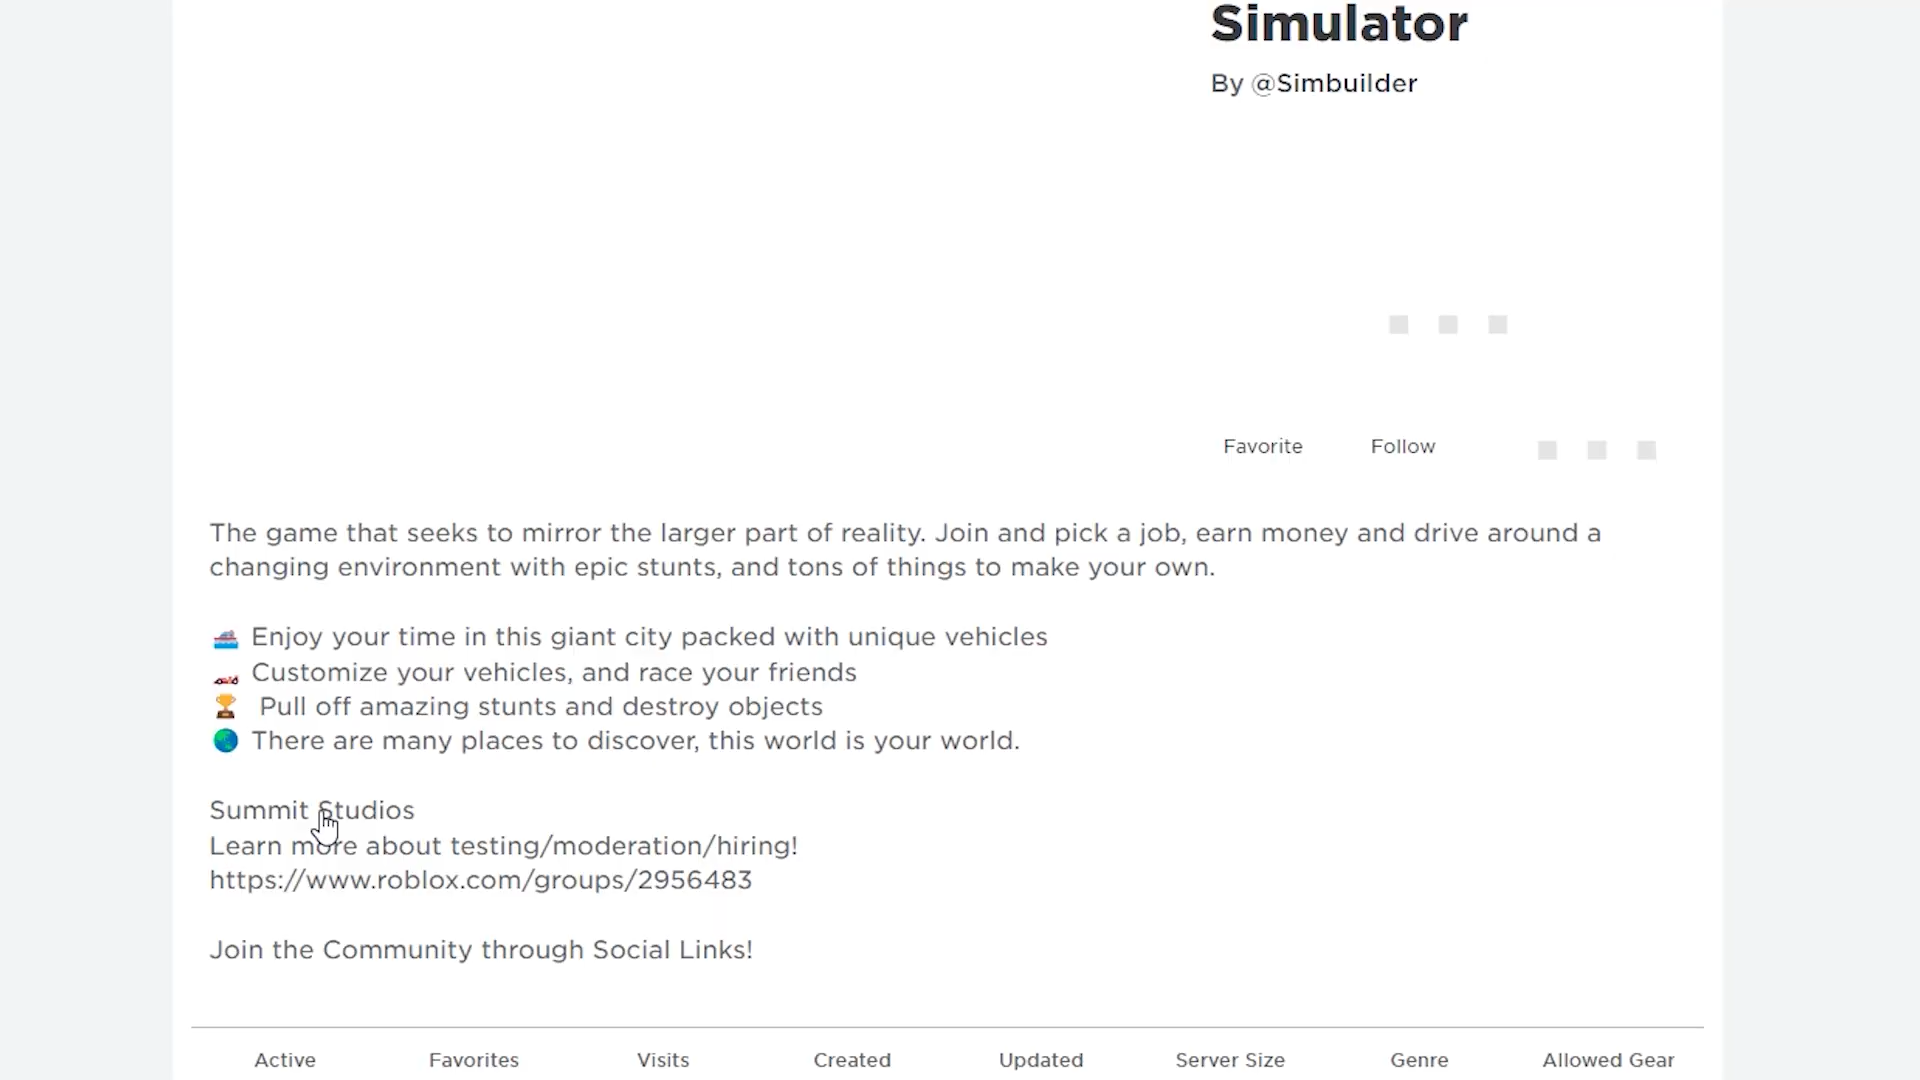 Simulator
By @Simbuilder
Favorite Follow
The game that seeks to mirror the larger part of reality. Join and pick a job, earn money and drive around a
changing environment with epic stunts, and tons of things to make your own.
Enjoy your time in this giant city packed with unique vehicles
Customize your vehicles, and race your friends
Pull off amazing stunts and destroy objects
There are many places to discover, this world is your world.
Summit Studios
Learn more about testing/moderation/hiring!
https://www.roblox.com/groups/2956483
Join the Community through Social Links!
Active Favorites Visits Created Updated Server Size Genre Allowed Gear